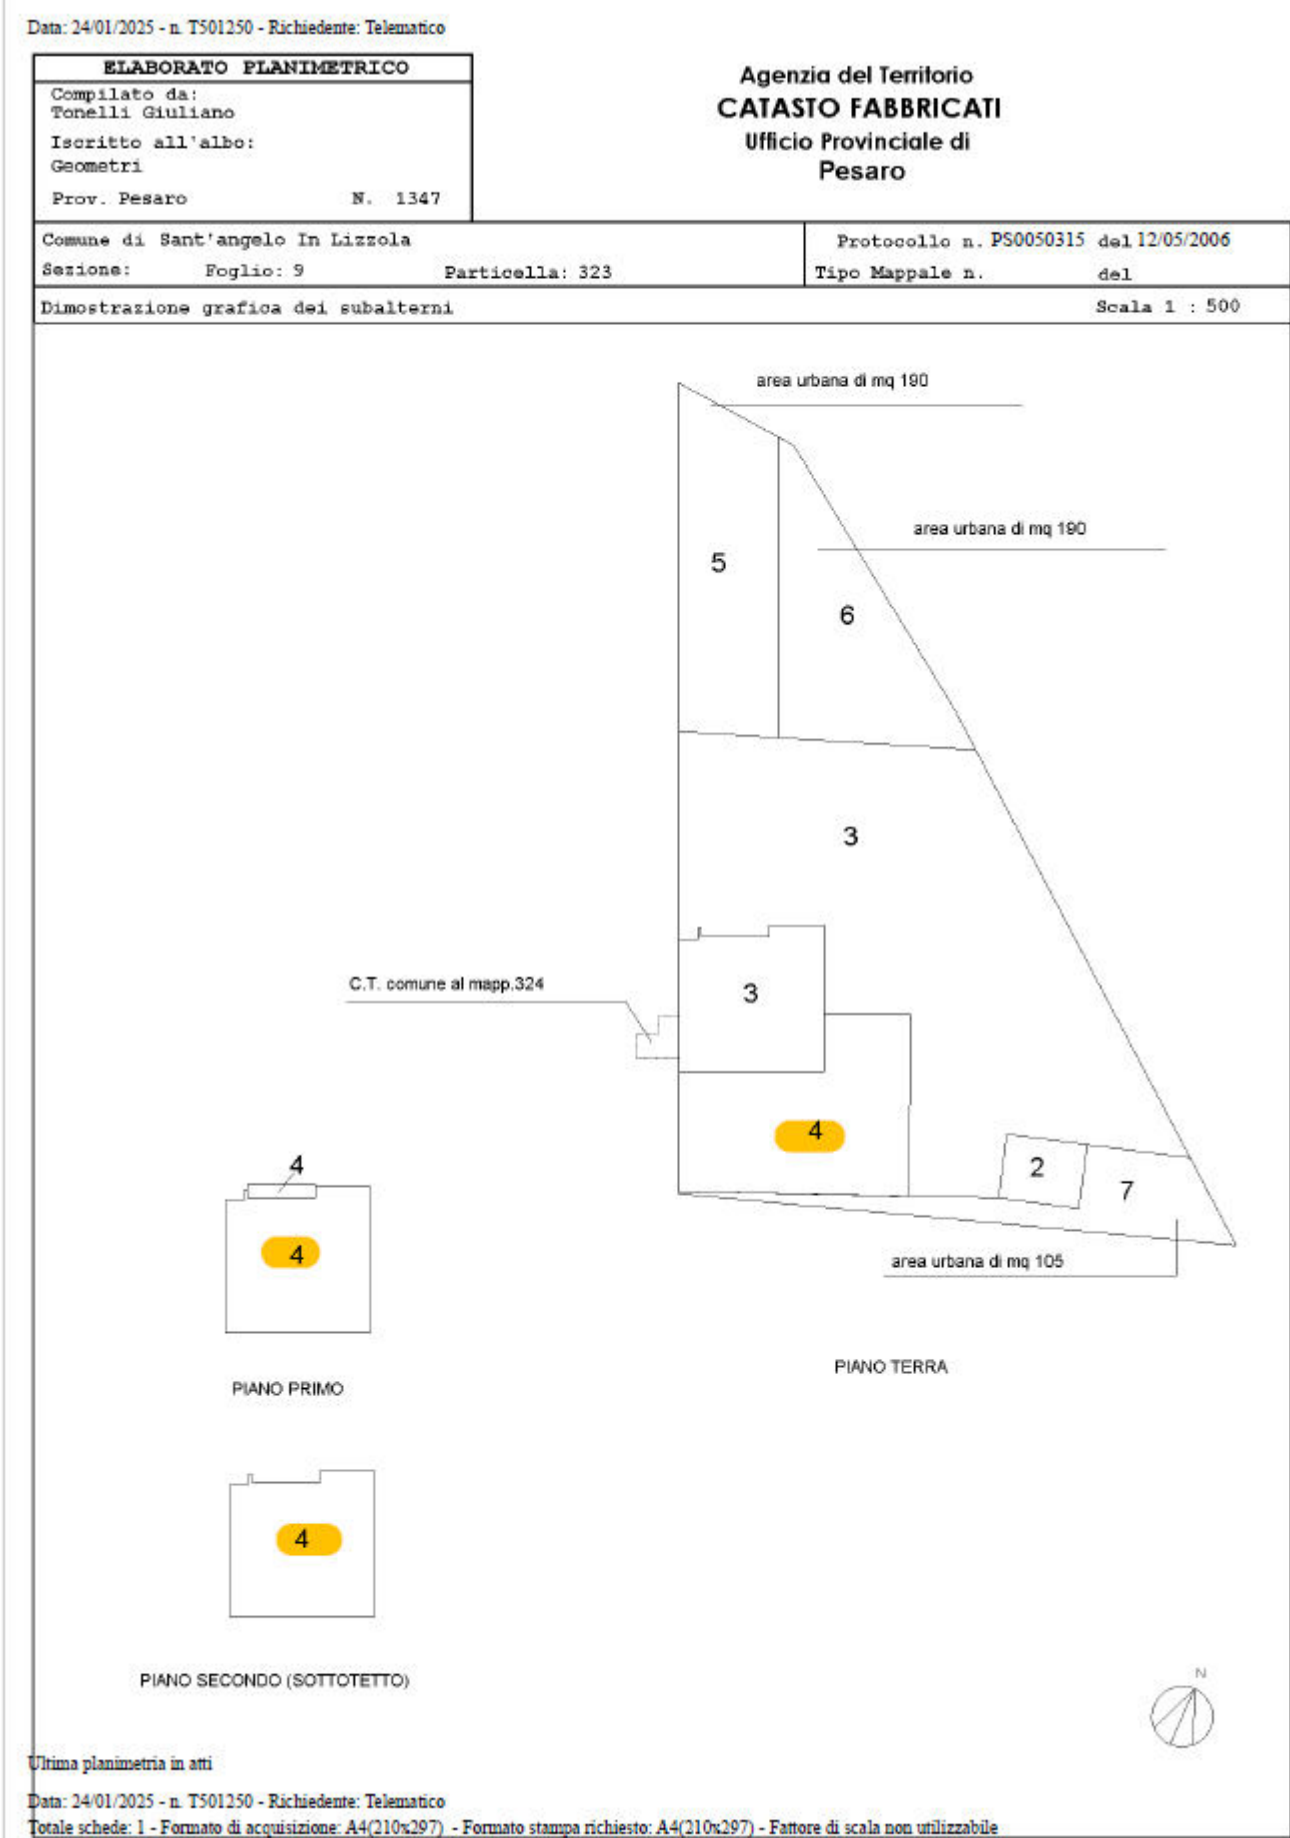 Data: 24/01/2025 - n. T501250 - Richiedente: Telematico
ELABORATO PLANIMETRICO
Compilato da:
Tonelli Giuliano
Iscritto all'albo:
Geometri
Prov. Pesaro N. 1347
Agenzia del Territorio
CATASTO FABBRICATI
Ufficio Provinciale di
Pesaro
Comune di Sant'angelo In Lizzola
Sezione: Foglio: 9 Particella: 323
Protocollo n. PS0050315 del 12/05/2006
Tipo Mappale n. del
Dimostrazione grafica dei subalterni
Scala 1 : 500
area urbana di mq 190
area urbana di mq 190
5
6
3
C.T. comune al mapp.324
3
4
2
7
area urbana di mq 105
PIANO TERRA
4
4
PIANO PRIMO
4
PIANO SECONDO (SOTTOTETTO)
N
Ultima planimetria in atti
Data: 24/01/2025 - n. T501250 - Richiedente: Telematico
Totale schede: 1 - Formato di acquisizione: A4(210x297) - Formato stampa richiesto: A4(210x297) - Fattore di scala non utilizzabile